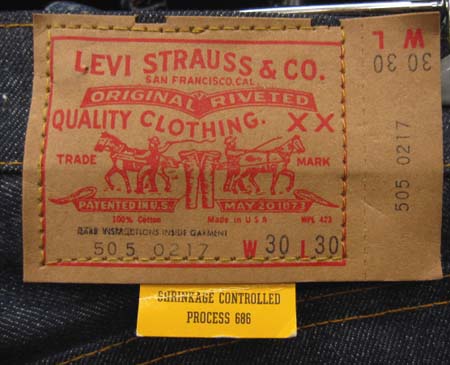 LEVI STRAUSS & CO.
SAN FRANCISCO, CAL.
ORIGINAL RIVETED
QUALITY CLOTHING. XX
TRADE MARK
PATENTED IN U.S. MAY 20 1873
100% Cotton Made in U S A WPL 423
CARE INSTRUCTIONS INSIDE GARMENT
505 0217 W 30 L 30
W L
30 30
505 0217
SHRINKAGE CONTROLLED
PROCESS 686